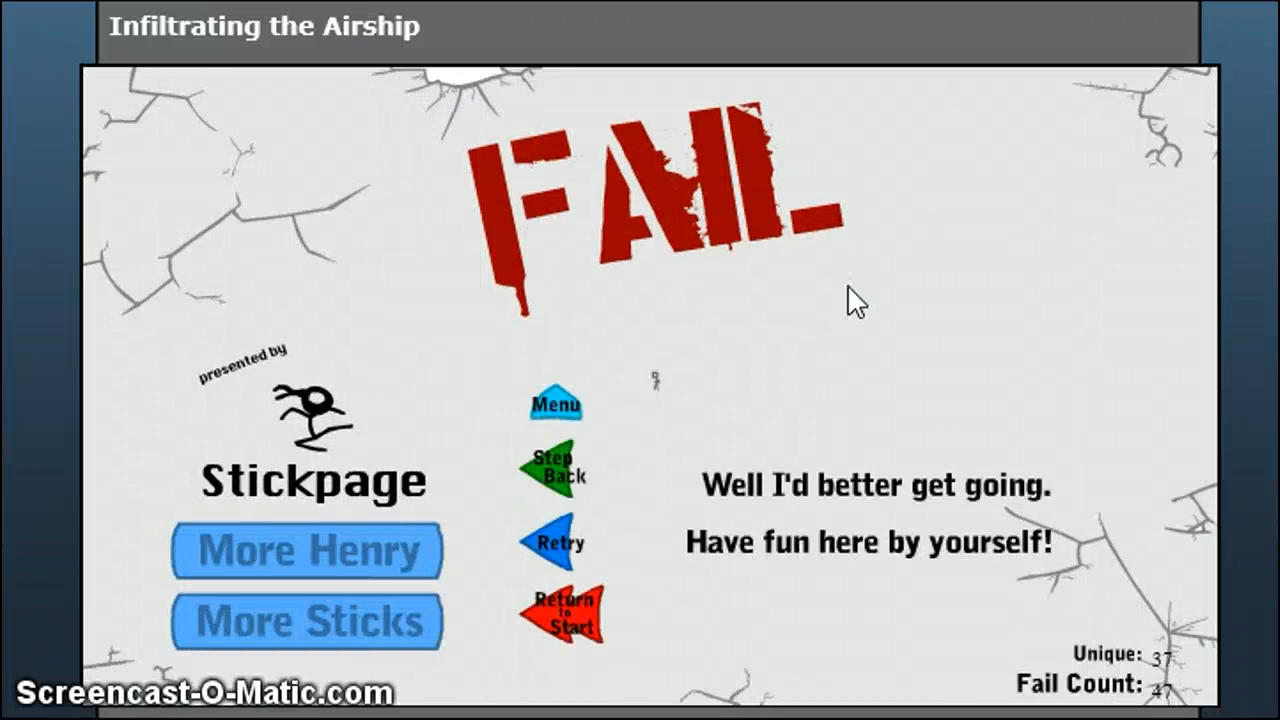 Infiltrating the Airship
FAIL
presented by
Stickpage
More Henry
More Sticks
Menu
Step
Back
Retry
Return
to
Start
Well I'd better get going.
Have fun here by yourself!
Unique: 37
Fail Count: 47
Screencast-O-Matic.com